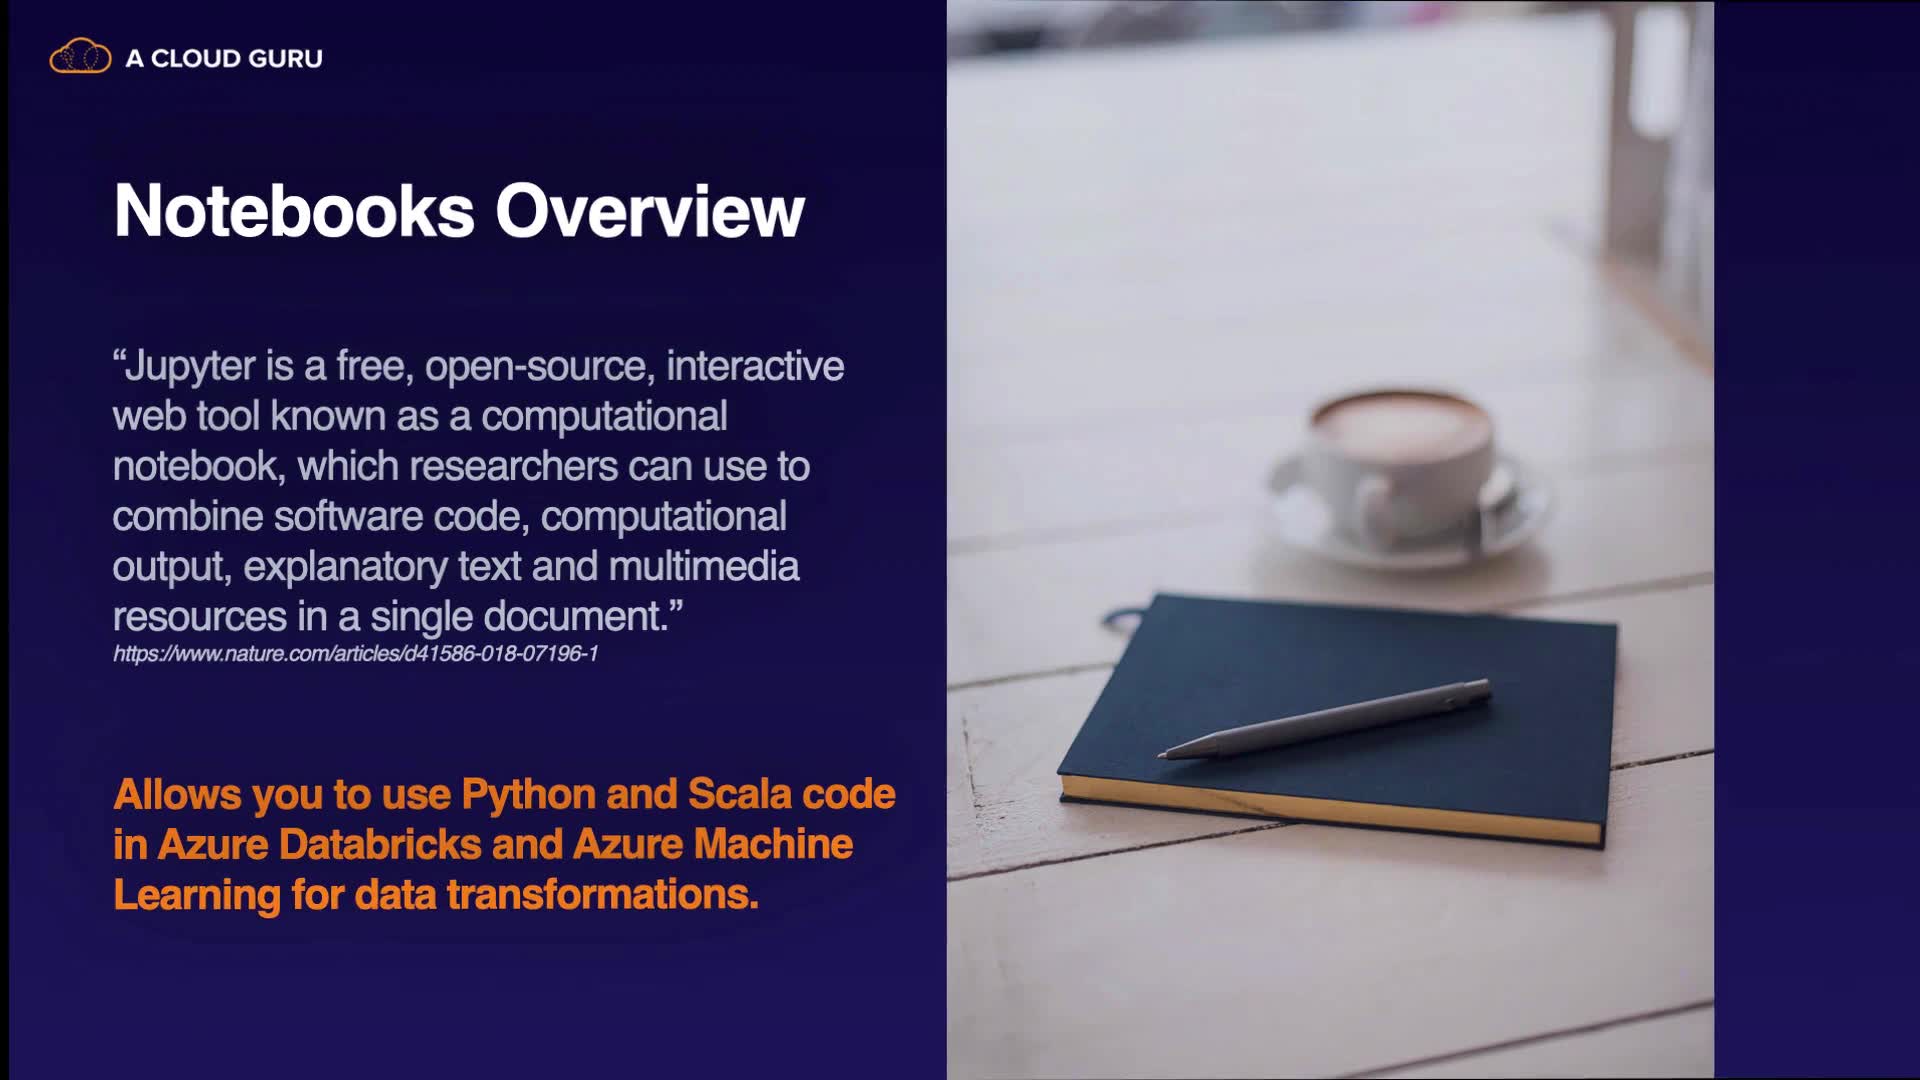 A CLOUD GURU
Notebooks Overview
“Jupyter is a free, open-source, interactive
web tool known as a computational
notebook, which researchers can use to
combine software code, computational
output, explanatory text and multimedia
resources in a single document.”
https://www.nature.com/articles/d41586-018-07196-1
Allows you to use Python and Scala code
in Azure Databricks and Azure Machine
Learning for data transformations.